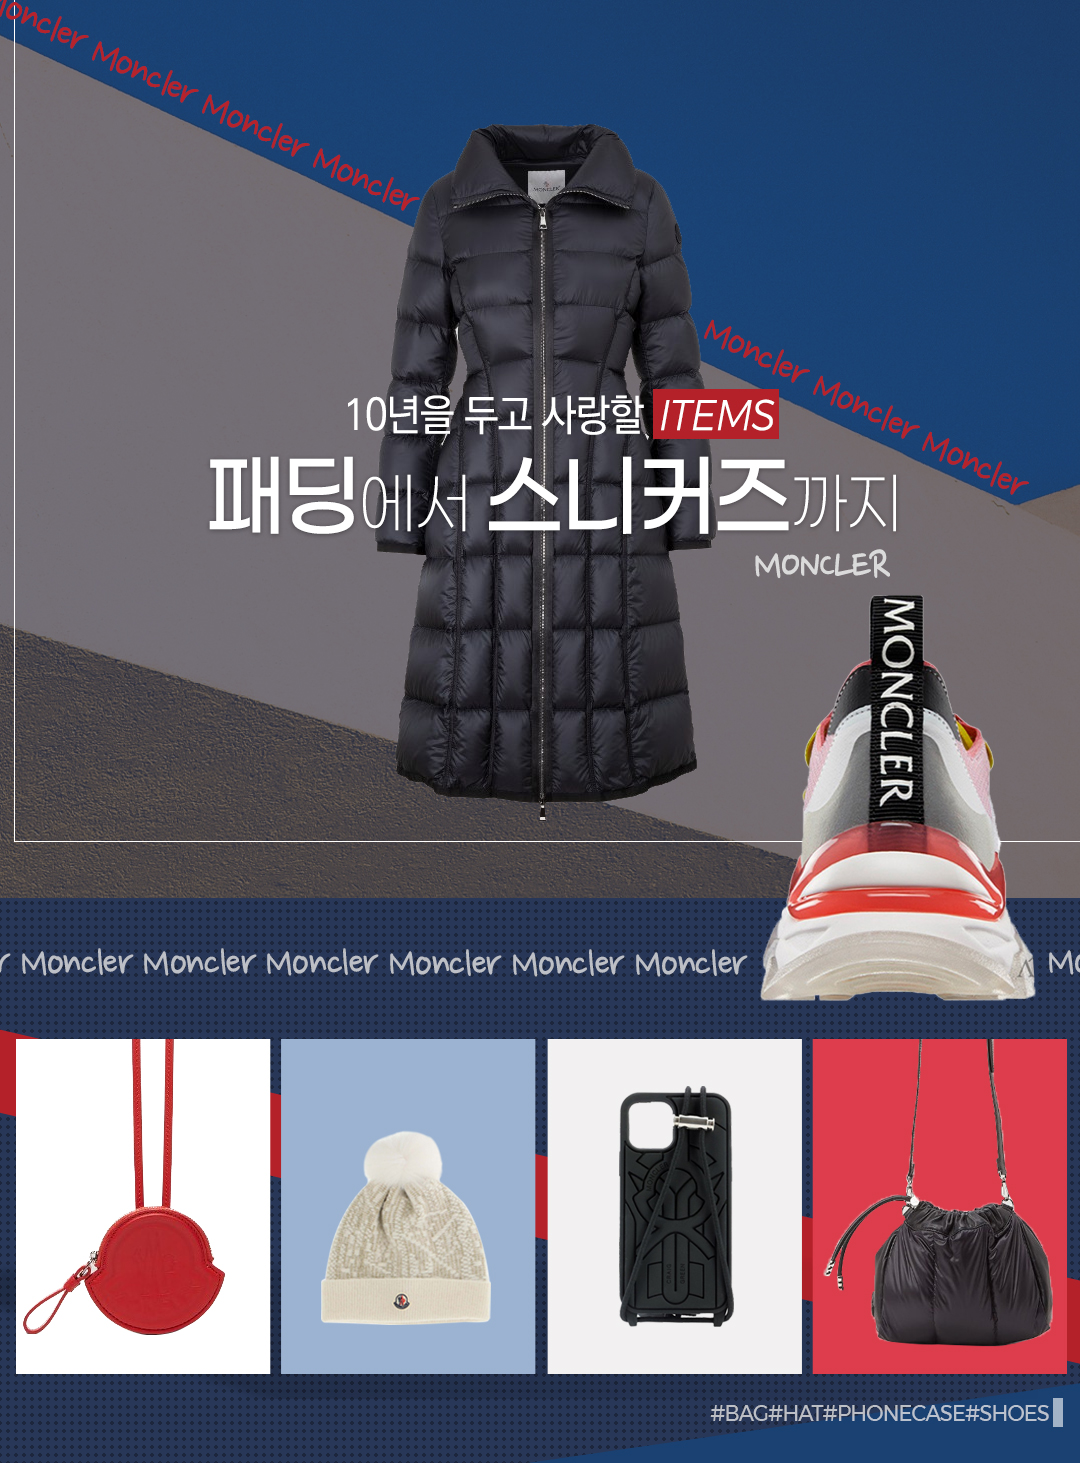 Moncler Moncler Moncler Moncler
MONCLER
Moncler Moncler Moncler
10년을 두고 사랑할 ITEMS
패딩에서 스니커즈까지
MONCLER
MONCLER
Moncler Moncler Moncler Moncler Moncler Moncler
#BAG#HAT#PHONECASE#SHOES